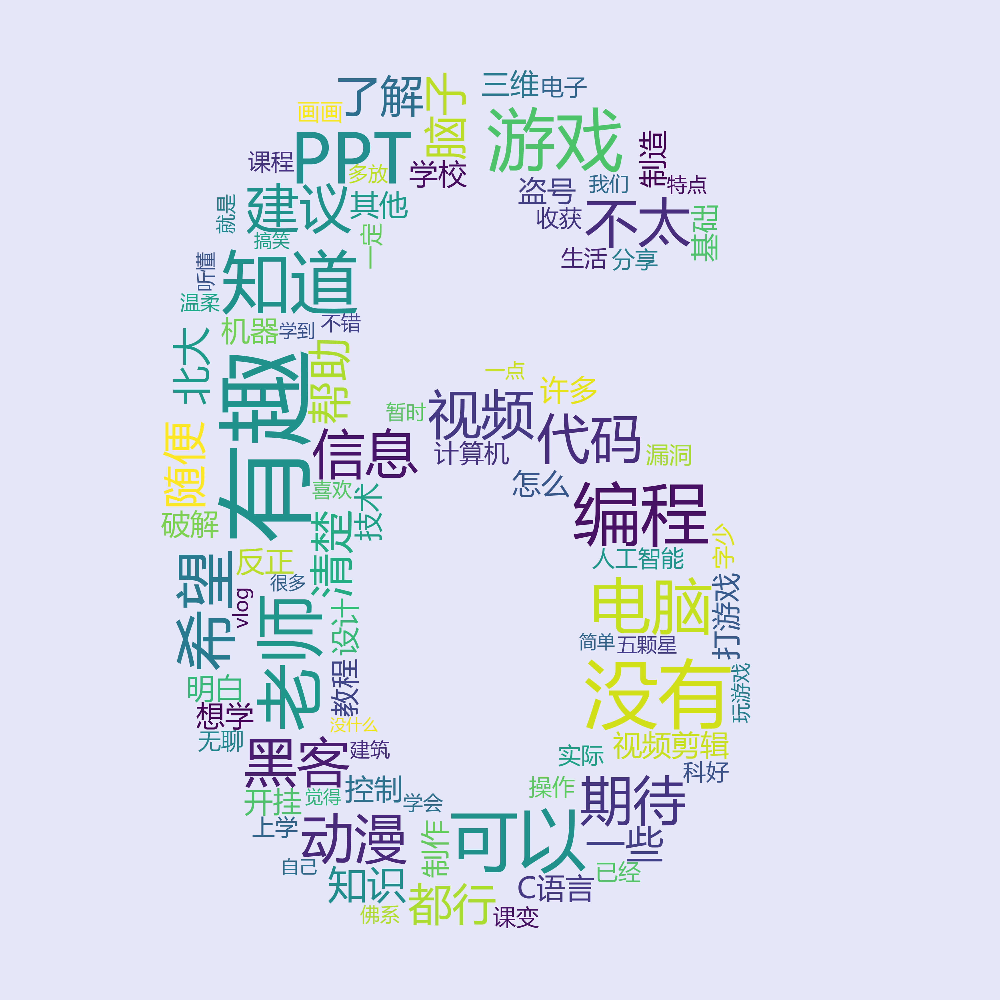 三维
电子
了解
脑子
画画
游戏
PPT
制造
课程
多放
学校
盗号
我们
特点
建议
其他
就是
收获
不太
基础
搞笑
一定
生活
分享
知道
听懂
温柔
机器
学到
不错
北大
有趣
帮助
一点
许多
暂时
视频
代码
随便
信息
计算机
漏洞
喜欢
技术
怎么
编程
破解
清楚
人工智能
字少
希望
反正
很多
vlog
老师
设计
电脑
打游戏
简单
五颗星
没有
玩游戏
明白
教程
想学
没什么
无聊
黑客
建筑
实际
视频剪辑
科好
开挂
觉得
控制
学会
操作
期待
上学
动漫
制作
可以
一些
自己
知识
已经
都行
C语言
佛系
课变